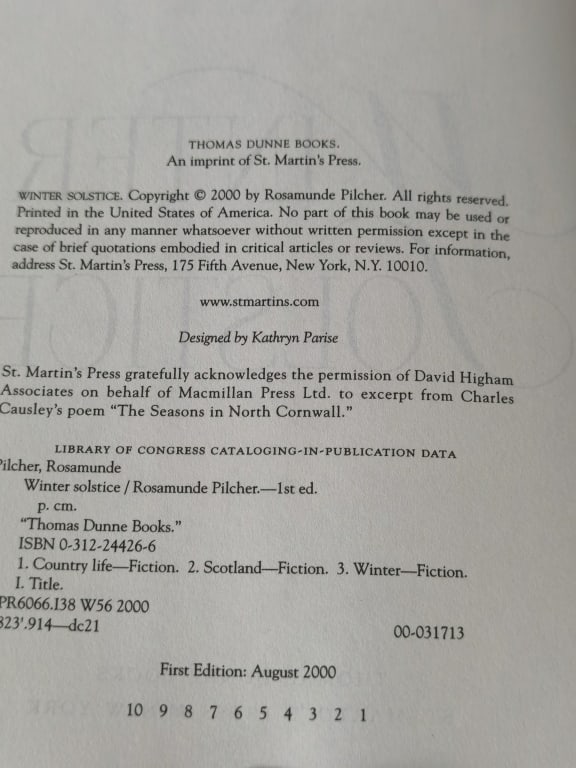 THOMAS DUNNE BOOKS.
An imprint of St. Martin's Press.
WINTER SOLSTICE. Copyright © 2000 by Rosamunde Pilcher. All rights reserved.
Printed in the United States of America. No part of this book may be used or
reproduced in any manner whatsoever without written permission except in the
case of brief quotations embodied in critical articles or reviews. For information,
address St. Martin's Press, 175 Fifth Avenue, New York, N.Y. 10010.
www.stmartins.com
Designed by Kathryn Parise
St. Martin's Press gratefully acknowledges the permission of David Higham
Associates on behalf of Macmillan Press Ltd. to excerpt from Charles
Causley's poem "The Seasons in North Cornwall."
LIBRARY OF CONGRESS CATALOGING-IN-PUBLICATION DATA
Pilcher, Rosamunde
Winter solstice / Rosamunde Pilcher.—1st ed.
p. cm.
"Thomas Dunne Books."
ISBN 0-312-24426-6
1. Country life—Fiction. 2. Scotland—Fiction. 3. Winter—Fiction.
I. Title.
PR6066.I38 W56 2000
823'.914—dc21 00-031713
First Edition: August 2000
10 9 8 7 6 5 4 3 2 1